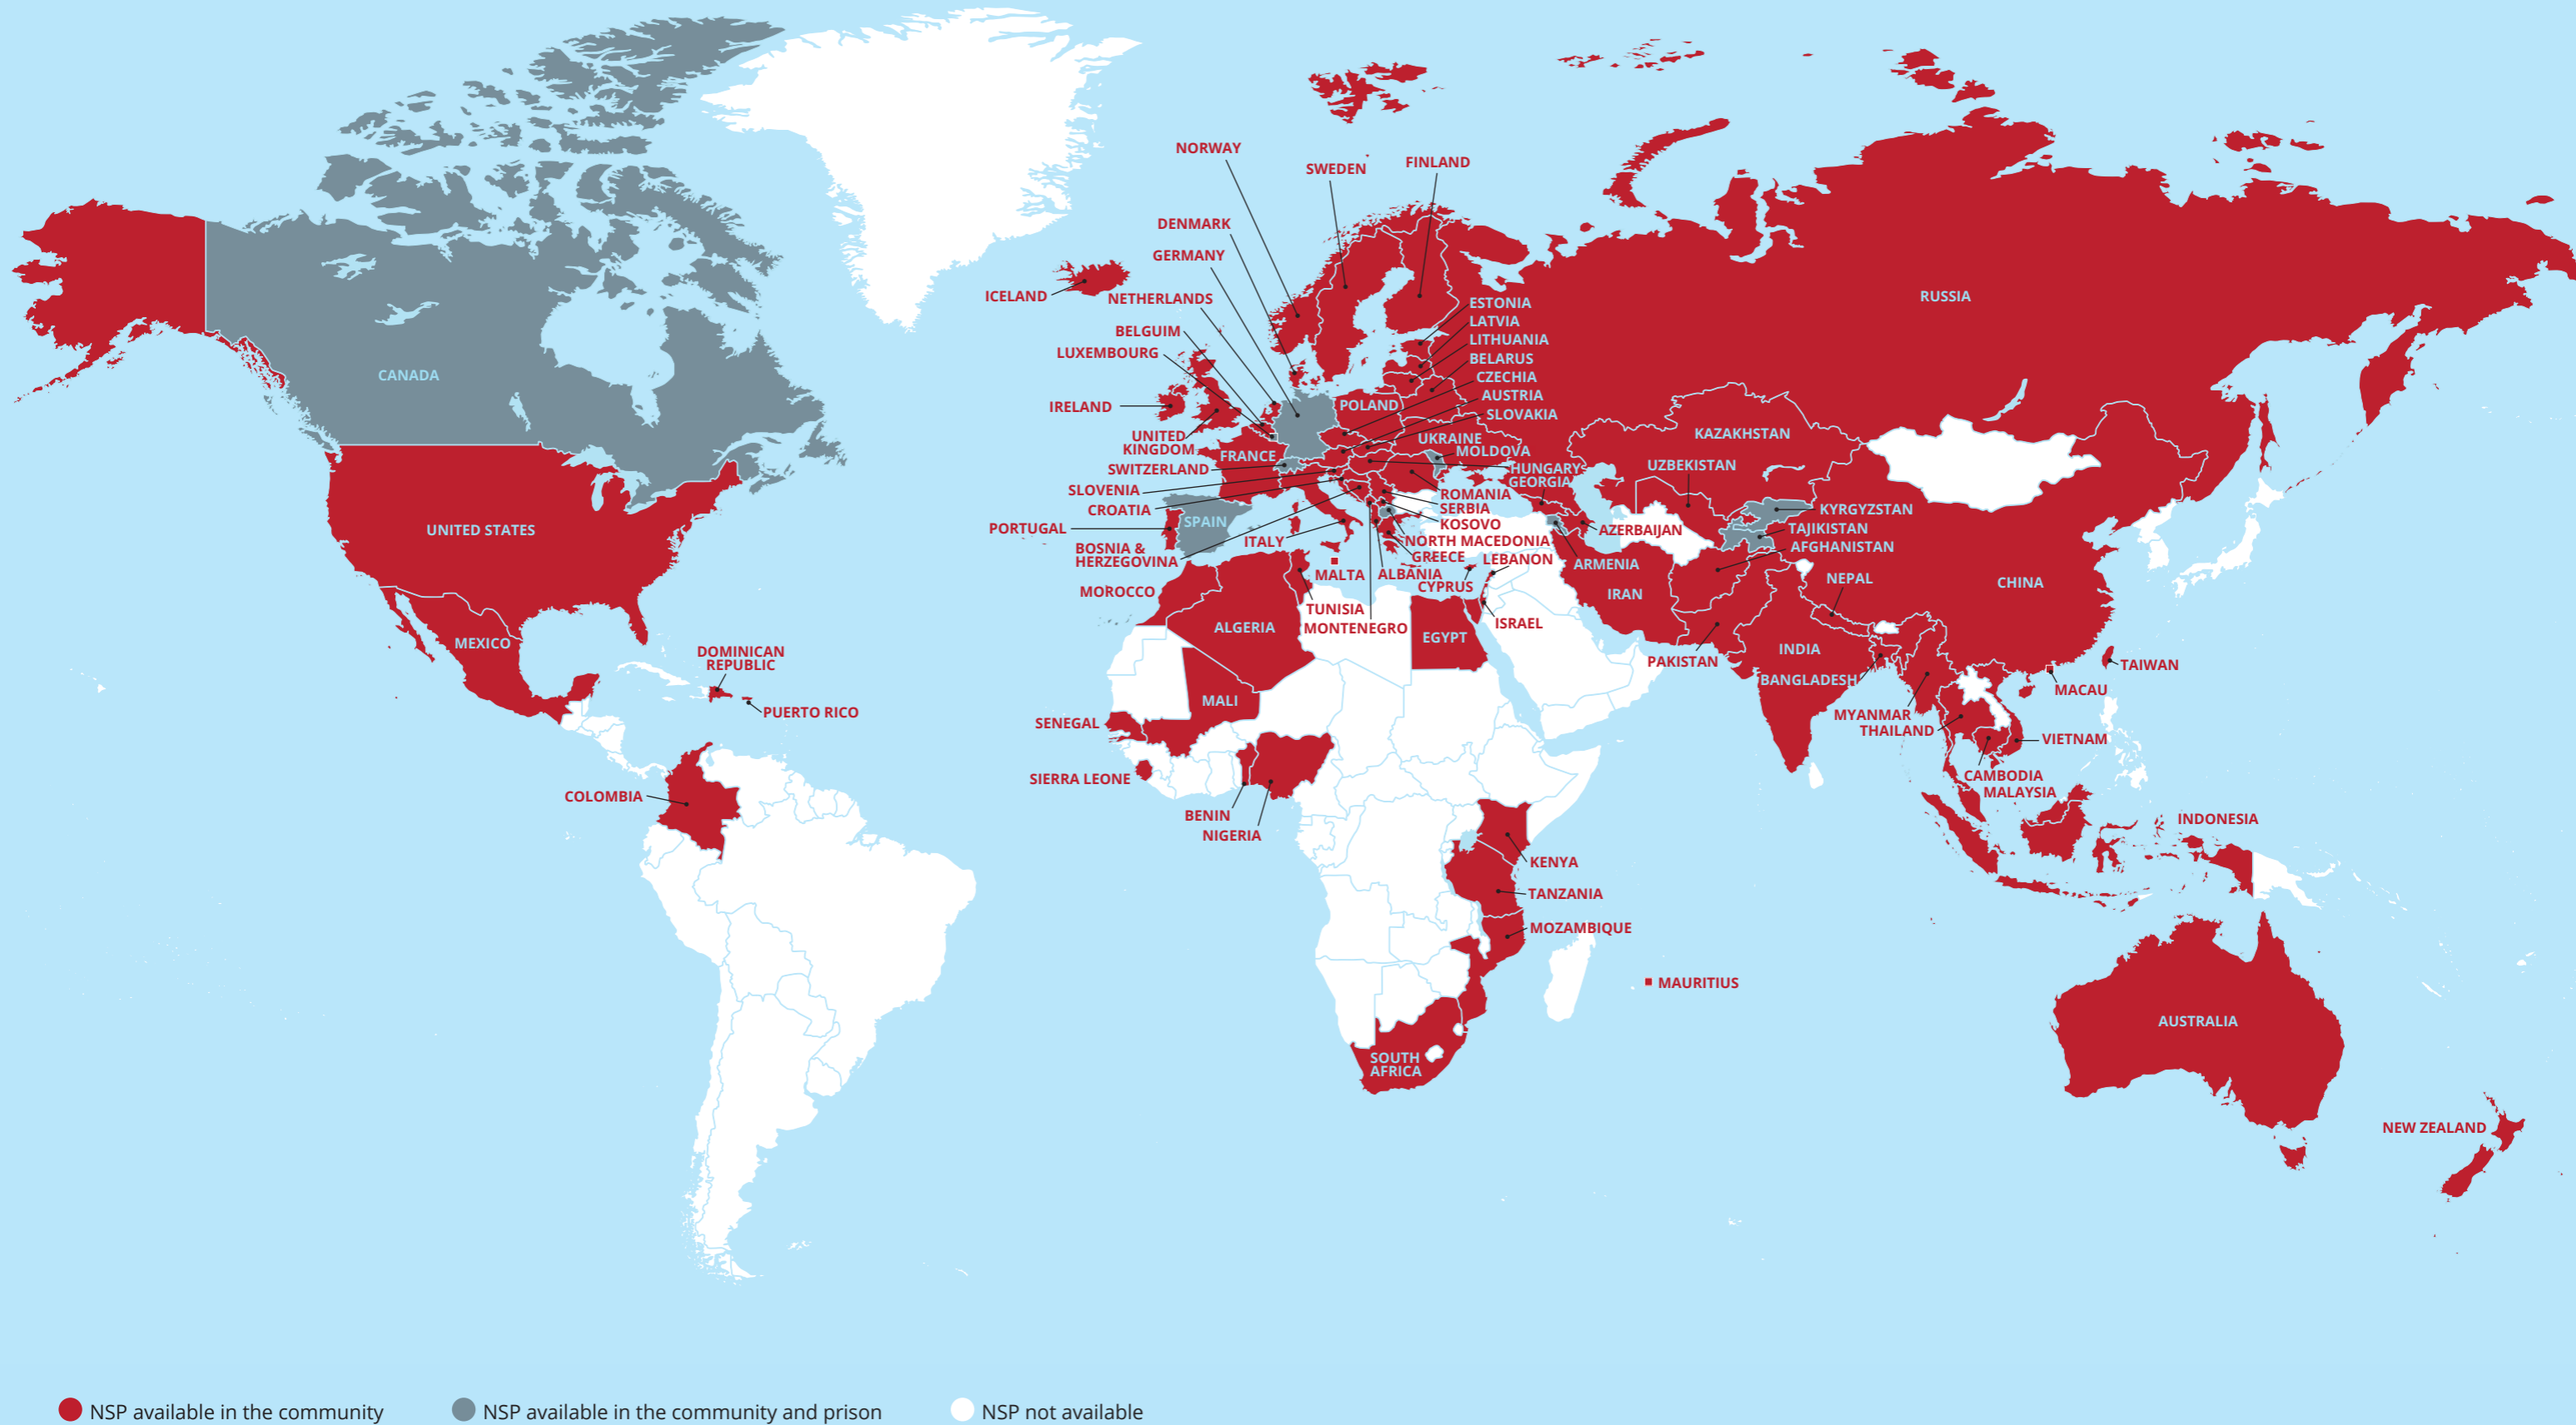 NORWAY
SWEDEN
FINLAND
DENMARK
GERMANY
ICELAND
NETHERLANDS
BELGUIM
LUXEMBOURG
IRELAND
UNITED
KINGDOM
SWITZERLAND
SLOVENIA
CROATIA
PORTUGAL
BOSNIA &
HERZEGOVINA
MOROCCO
FRANCE
SPAIN
ITALY
MALTA
TUNISIA
MONTENEGRO
ALBANIA
CYPRUS
ESTONIA
LATVIA
LITHUANIA
BELARUS
CZECHIA
AUSTRIA
SLOVAKIA
POLAND
UKRAINE
MOLDOVA
HUNGARY
GEORGIA
ROMANIA
SERBIA
KOSOVO
NORTH MACEDONIA
GREECE
LEBANON
ISRAEL
AZERBAIJAN
ARMENIA
IRAN
RUSSIA
KAZAKHSTAN
UZBEKISTAN
KYRGYZSTAN
TAJIKISTAN
AFGHANISTAN
NEPAL
CHINA
PAKISTAN
INDIA
BANGLADESH
MYANMAR
THAILAND
TAIWAN
MACAU
VIETNAM
CAMBODIA
MALAYSIA
INDONESIA
AUSTRALIA
NEW ZEALAND
CANADA
UNITED STATES
MEXICO
DOMINICAN
REPUBLIC
PUERTO RICO
COLOMBIA
ALGERIA
EGYPT
MALI
SENEGAL
SIERRA LEONE
BENIN
NIGERIA
KENYA
TANZANIA
MOZAMBIQUE
MAURITIUS
SOUTH
AFRICA
NSP available in the community
NSP available in the community and prison
NSP not available